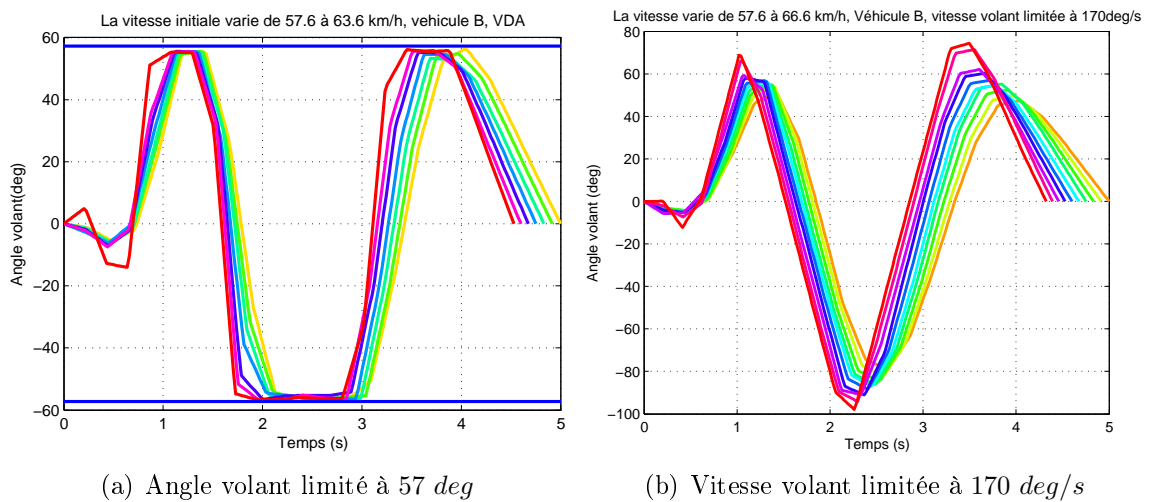 La vitesse initiale varie de 57.6 à 63.6 km/h, vehicule B, VDA
Angle volant(deg)
60
40
20
0
−20
−40
−60
0 1 2 3 4 5
Temps (s)
(a) Angle volant limité à 57 deg
La vitesse varie de 57.6 à 66.6 km/h, Véhicule B, vitesse volant limitée à 170deg/s
Angle volant (deg)
80
60
40
20
0
−20
−40
−60
−80
−100
0 1 2 3 4 5
Temps (s)
(b) Vitesse volant limitée à 170 deg/s